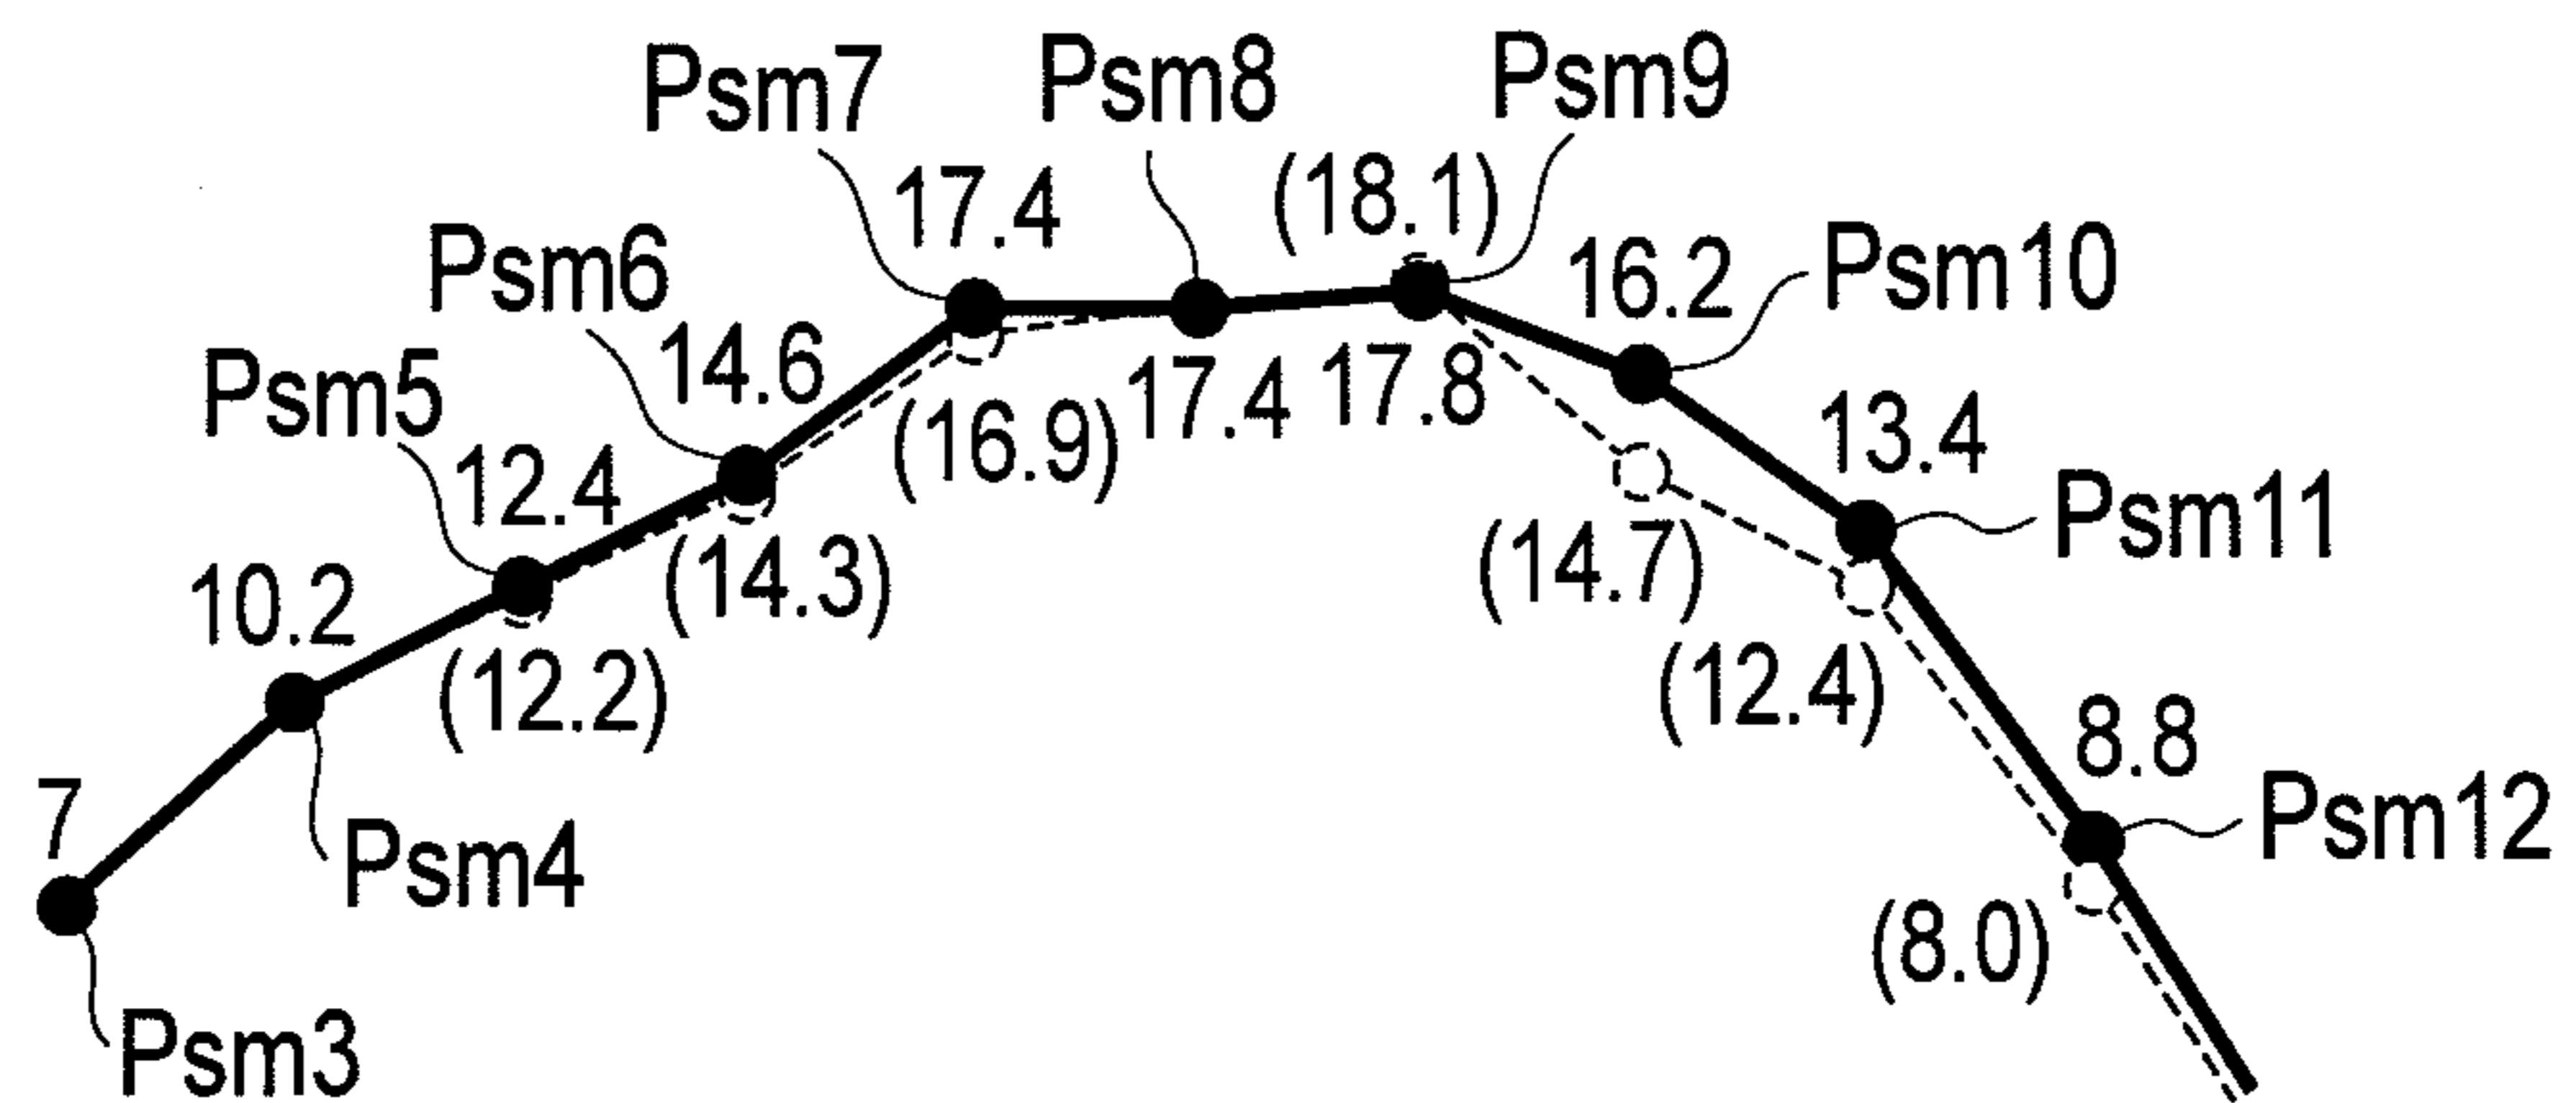 Psm7
Psm8
Psm9
17.4
(18.1)
Psm6
16.2
Psm10
14.6
Psm5
17.4
17.8
(16.9)
13.4
12.4
Psm11
10.2
(14.3)
(14.7)
(12.2)
(12.4)
8.8
7
Psm4
Psm12
(8.0)
Psm3